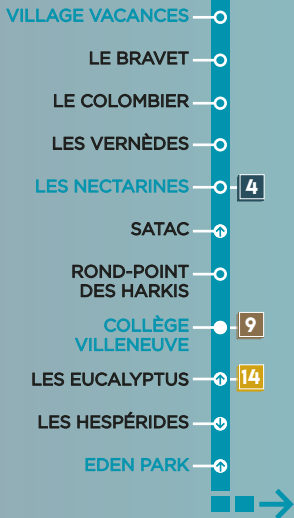 VILLAGE VACANCES
LE BRAVET
LE COLOMBIER
LES VERNÈDES
LES NECTARINES 4
SATAC
ROND-POINT
DES HARKIS
COLLÈGE 9
VILLENEUVE
LES EUCALYPTUS 14
LES HESPÉRIDES
EDEN PARK